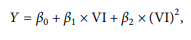 Y = β₀ + β₁ × VI + β₂ × (VI)²,